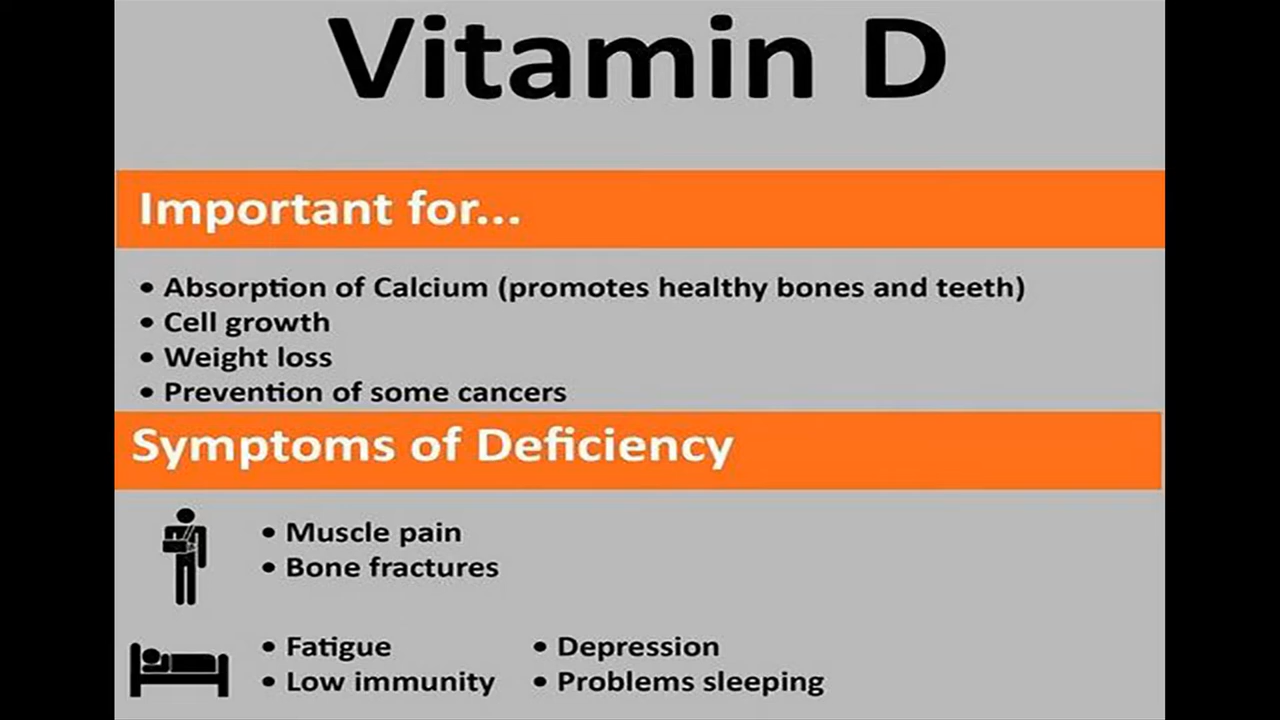 Vitamin D
Important for...
• Absorption of Calcium (promotes healthy bones and teeth)
• Cell growth
• Weight loss
• Prevention of some cancers
Symptoms of Deficiency
• Muscle pain
• Bone fractures
• Fatigue • Depression
• Low immunity • Problems sleeping